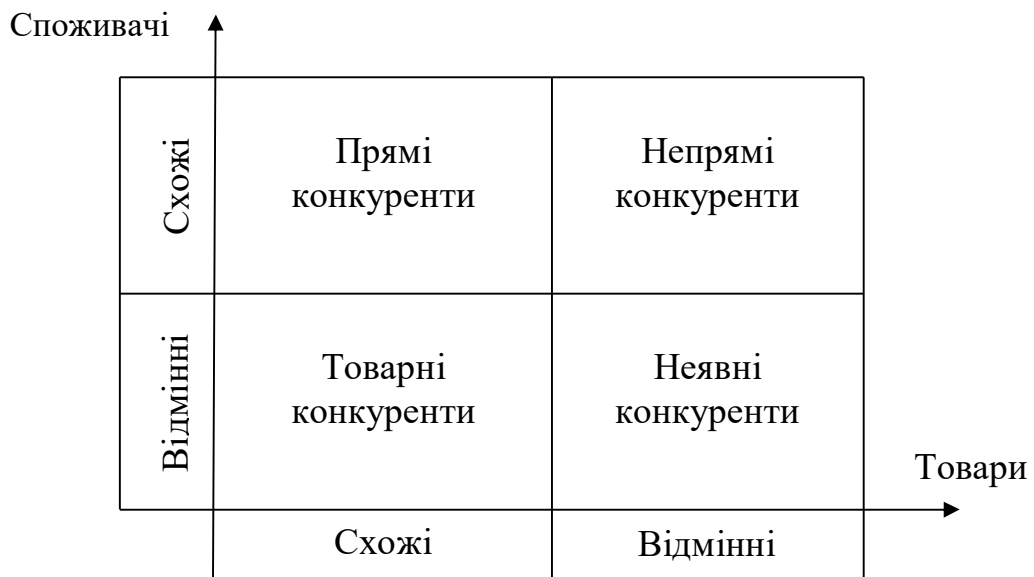 Споживачі
Схожі
Прямі
конкуренти
Непрямі
конкуренти
Відмінні
Товарні
конкуренти
Неявні
конкуренти
Товари
Схожі
Відмінні